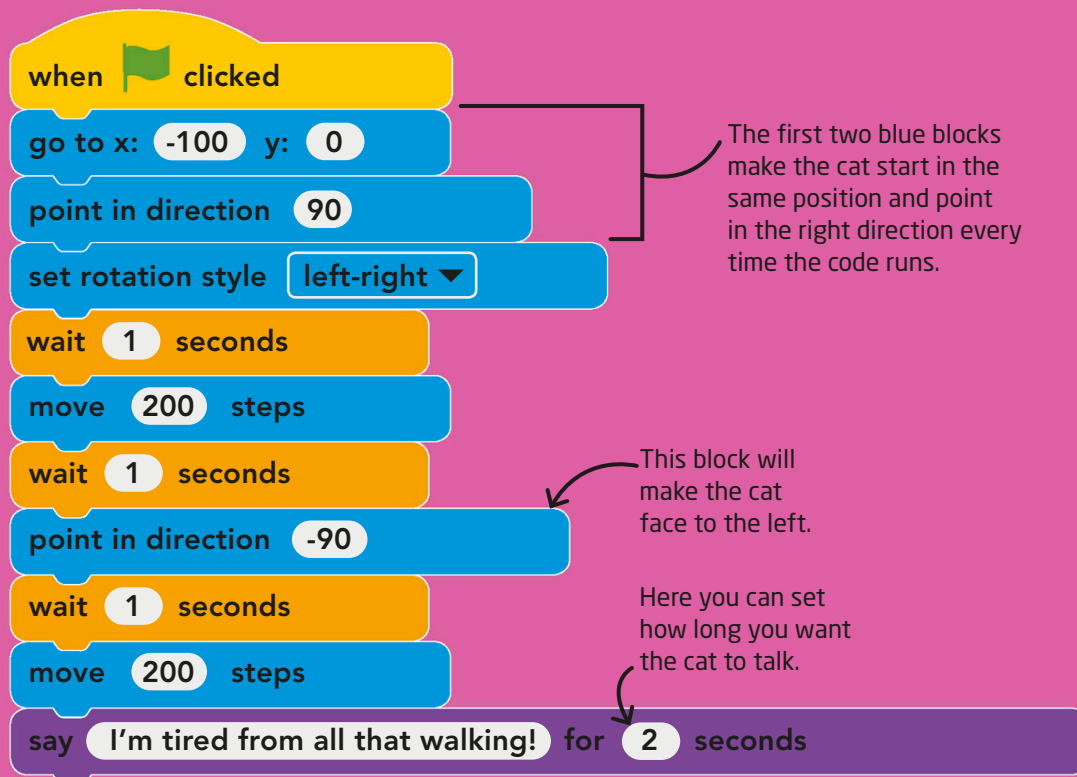 when clicked
go to x: -100 y: 0
point in direction 90
set rotation style left-right
wait 1 seconds
move 200 steps
wait 1 seconds
point in direction -90
wait 1 seconds
move 200 steps
say I'm tired from all that walking! for 2 seconds
The first two blue blocks
make the cat start in the
same position and point
in the right direction every
time the code runs.
This block will
make the cat
face to the left.
Here you can set
how long you want
the cat to talk.